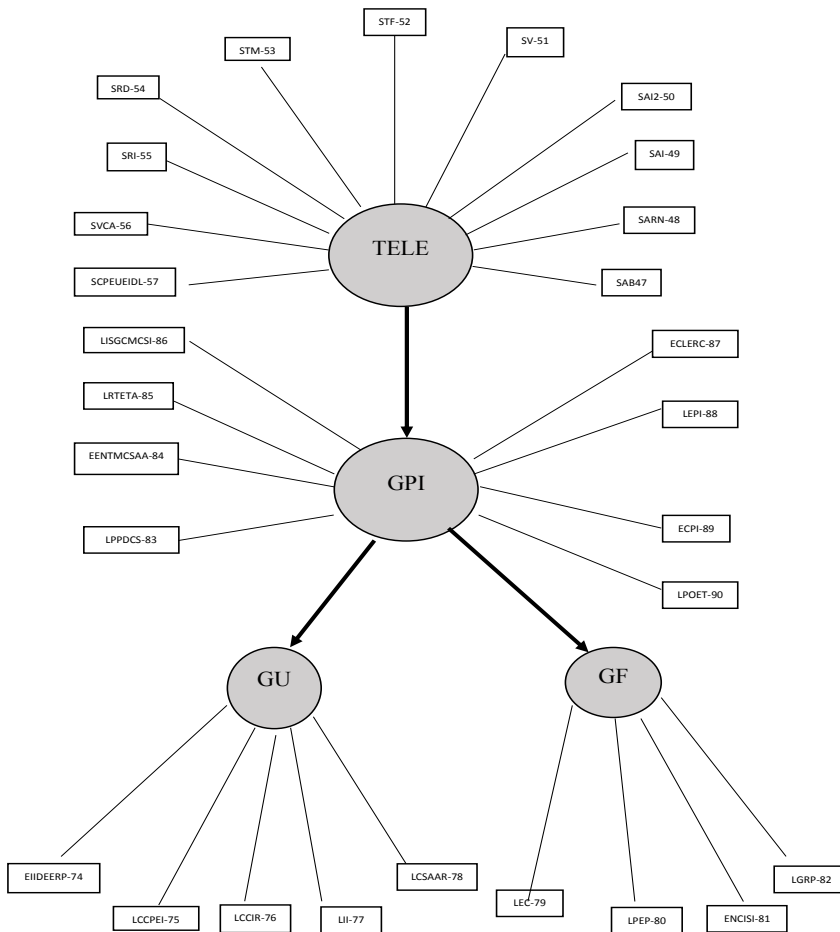 STF-52
SV-51
STM-53
SRD-54
SAI2-50
SRI-55
SAI-49
SVCA-56
SARN-48
TELE
SCPEUEIDL-57
SAB47
LISGCMCSI-86
ECLERC-87
LRTETA-85
LEPI-88
EENTMCSAA-84
GPI
LPPDCS-83
ECPI-89
LPOET-90
GU
GF
EIIDEERP-74
LCSAAR-78
LGRP-82
LEC-79
LCCPEI-75
LCCIR-76
LII-77
LPEP-80
ENCISI-81